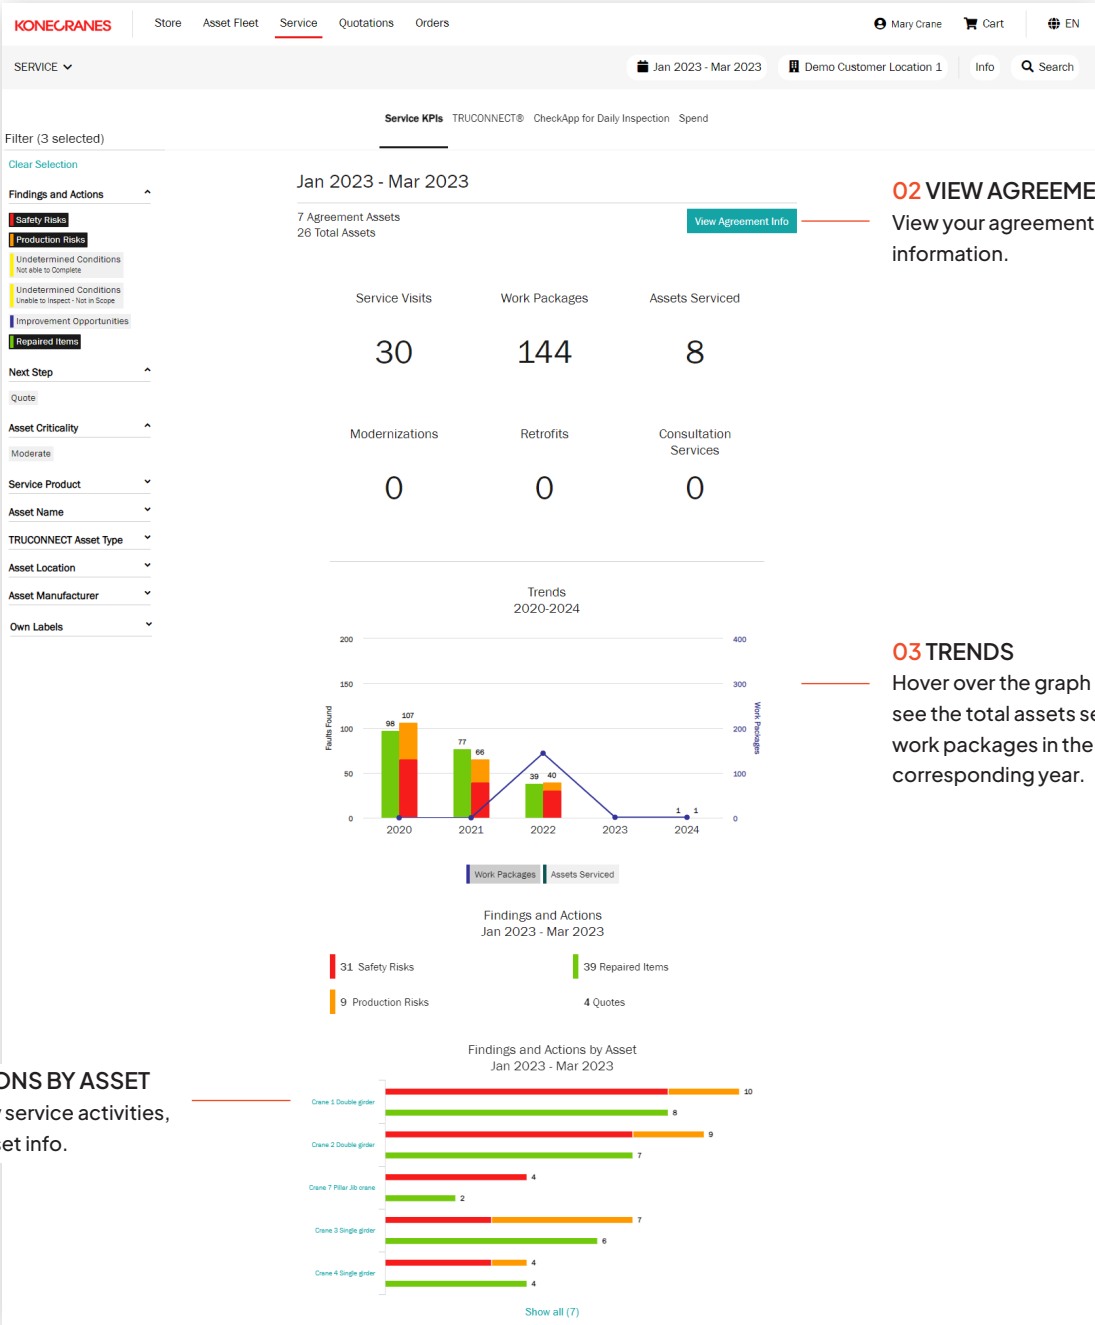 KONECRANES
Store Asset Fleet Service Quotations Orders
Mary Crane Cart EN
SERVICE
Jan 2023 - Mar 2023 Demo Customer Location 1 Info Search
Service KPIs TRUCONNECT® CheckApp for Daily Inspection Spend
Filter (3 selected)
Clear Selection
Findings and Actions
Safety Risks
Production Risks
Undetermined Conditions
Not able to Complete
Undetermined Conditions
Unable to Inspect - Not in Scope
Improvement Opportunities
Repaired Items
Next Step
Quote
Asset Criticality
Moderate
Service Product
Asset Name
TRUCONNECT Asset Type
Asset Location
Asset Manufacturer
Own Labels
Jan 2023 - Mar 2023
7 Agreement Assets
26 Total Assets
View Agreement Info
02 VIEW AGREEME
View your agreement
information.
Service Visits Work Packages Assets Serviced
30 144 8
Modernizations Retrofits Consultation
Services
0 0 0
Trends
2020-2024
200 400
150 300
100 200
50 100
0 0
Faults Found
Work Packages
98 107
77 66
39 40
1 1
2020 2021 2022 2023 2024
Work Packages Assets Serviced
03 TRENDS
Hover over the graph
see the total assets se
work packages in the
corresponding year.
Findings and Actions
Jan 2023 - Mar 2023
31 Safety Risks 39 Repaired Items
9 Production Risks 4 Quotes
Findings and Actions by Asset
Jan 2023 - Mar 2023
ONS BY ASSET
service activities,
set info.
Crane 1 Double girder 10
8
Crane 2 Double girder 9
7
Crane 7 Pillar Jib crane 4
2
Crane 3 Single girder 7
6
Crane 4 Single girder 4
4
Show all (7)